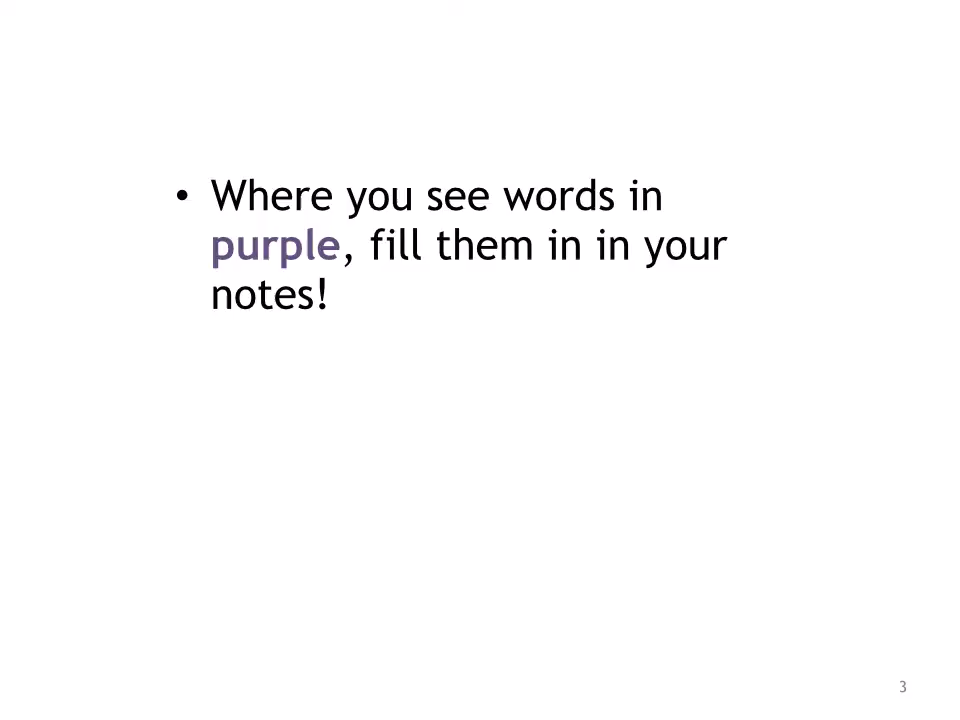 • Where you see words in
purple, fill them in in your
notes!
3